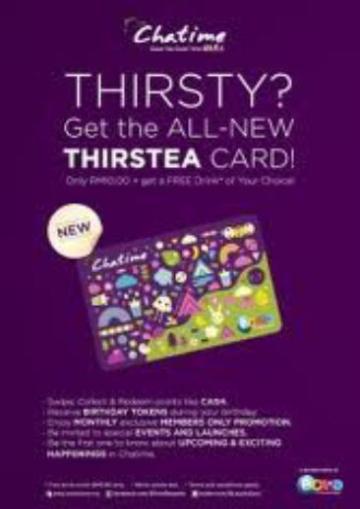 Chatime
THIRSTY?
Get the ALL-NEW
THIRSTEA CARD!
Only RM10.00 + get a FREE Drink* of Your Choice!
NEW
Chatime
· Swipe, Collect & Redeem points like CASH.
· Receive BIRTHDAY TOKENS during your birthday.
· Enjoy MONTHLY exclusive MEMBERS ONLY PROMOTION.
· Be invited to special EVENTS AND LAUNCHES.
· Be the first one to know about UPCOMING & EXCITING
HAPPENINGS in Chatime.